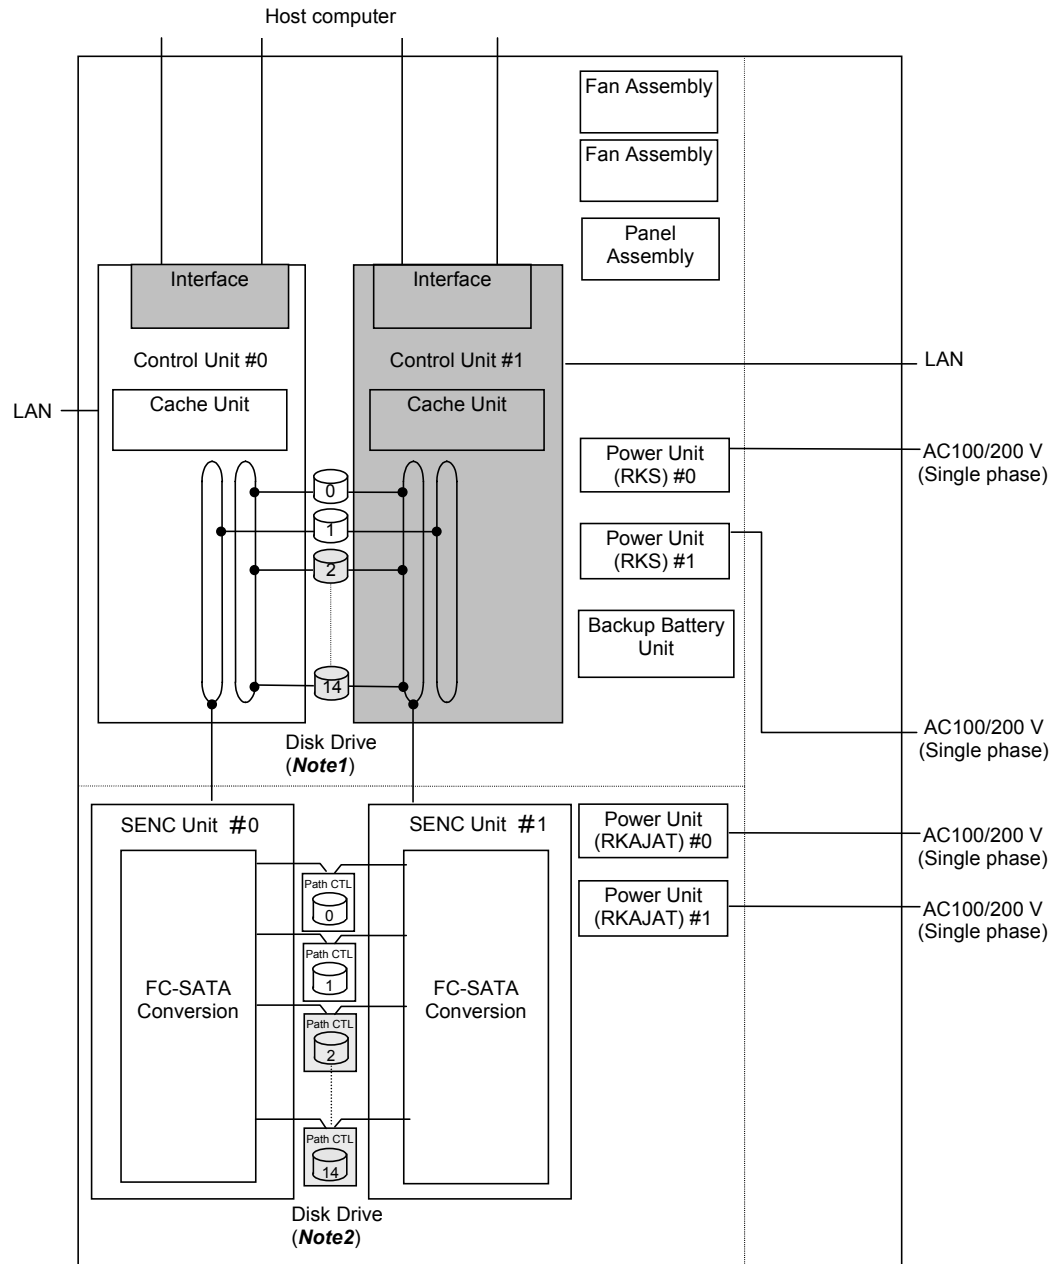 Host computer
Fan Assembly
Fan Assembly
Panel
Assembly
Interface
Interface
Control Unit #0
Control Unit #1
LAN
LAN
Cache Unit
Cache Unit
Power Unit
(RKS) #0
AC100/200 V
(Single phase)
0
1
2
14
Power Unit
(RKS) #1
Backup Battery
Unit
AC100/200 V
(Single phase)
Disk Drive
(Note1)
SENC Unit #0
SENC Unit #1
Power Unit
(RKAJAT) #0
AC100/200 V
(Single phase)
Power Unit
(RKAJAT) #1
AC100/200 V
(Single phase)
Path CTL
0
Path CTL
1
FC-SATA
Conversion
FC-SATA
Conversion
Path CTL
2
Path CTL
14
Disk Drive
(Note2)